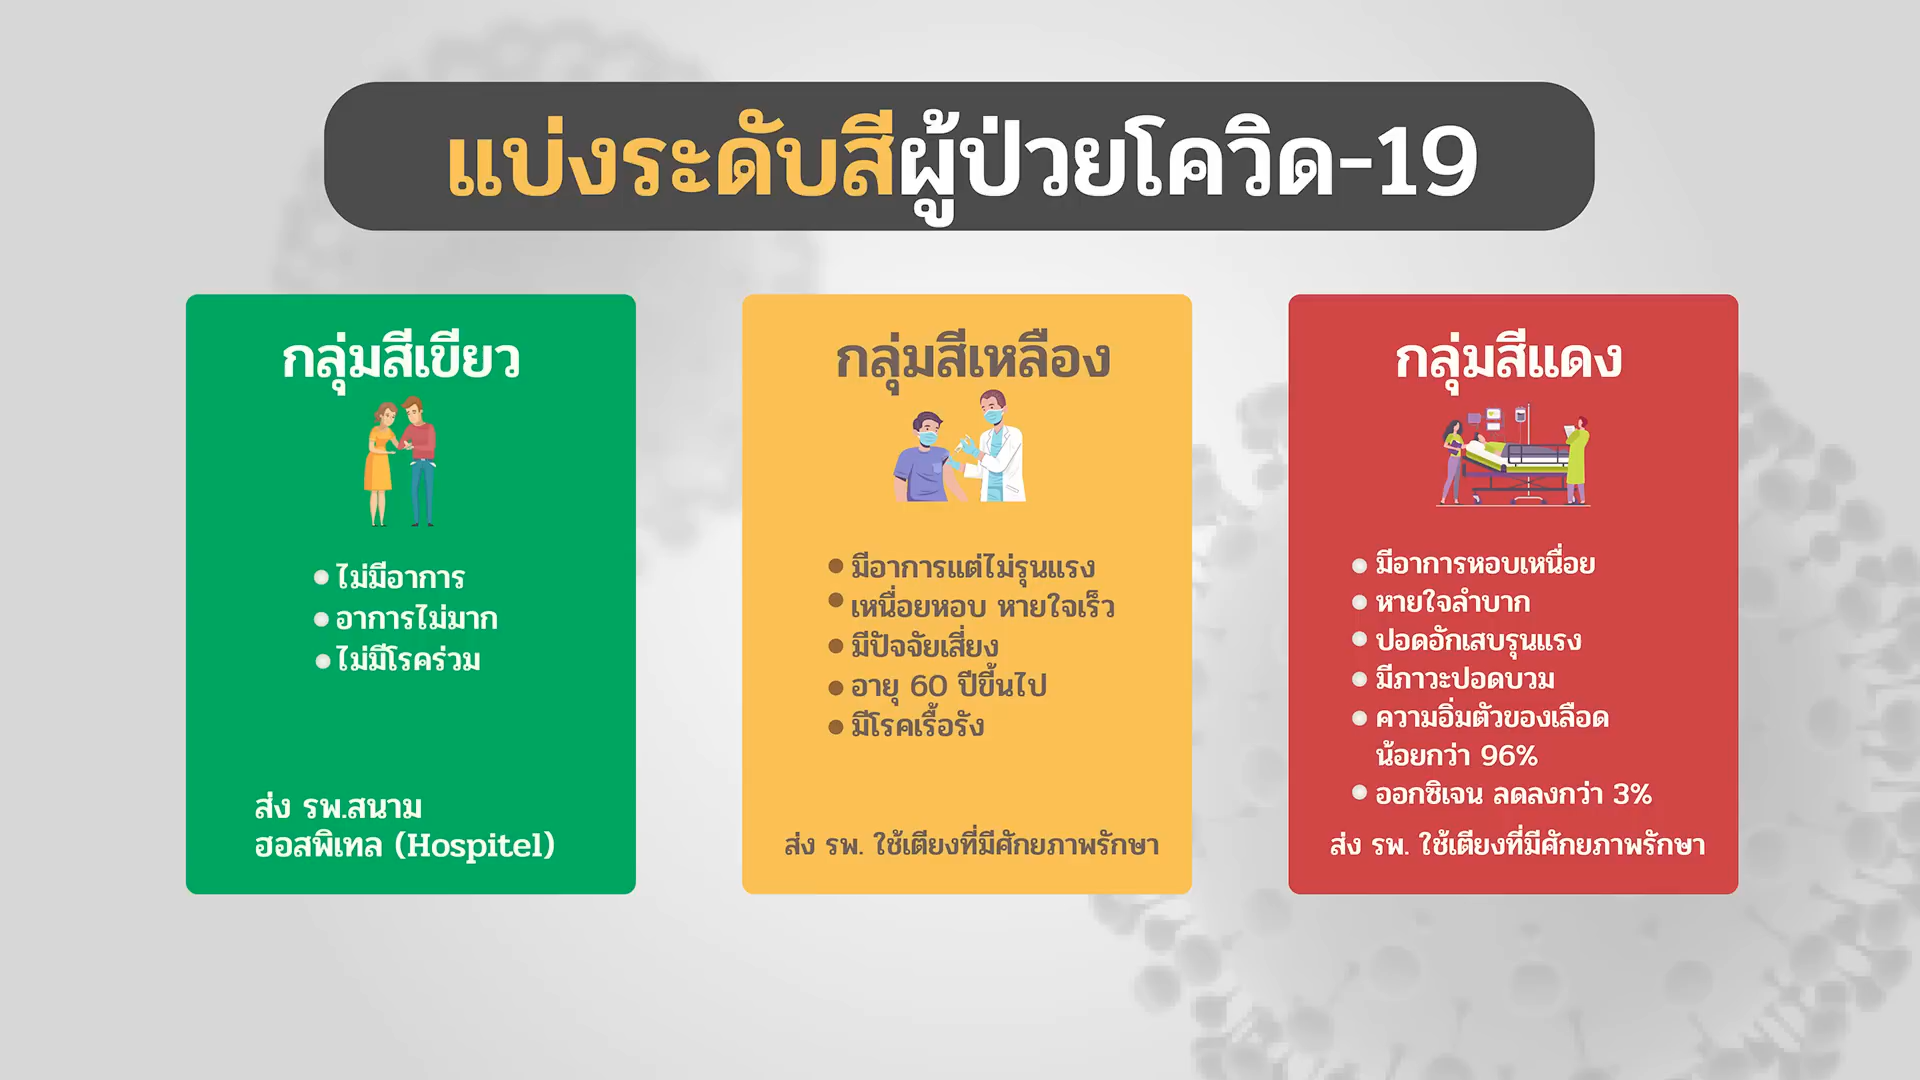 แบ่งระดับสีผู้ป่วยโควิด-19
กลุ่มสีเขียว
ไม่มีอาการ
อาการไม่มาก
ไม่มีโรคร่วม
ส่ง รพ.สนาม
ฮอสพิเทล (Hospitel)
กลุ่มสีเหลือง
มีอาการแต่ไม่รุนแรง
เหนื่อยหอบ หายใจเร็ว
มีปัจจัยเสี่ยง
อายุ 60 ปีขึ้นไป
มีโรคเรื้อรัง
ส่ง รพ. ใช้เตียงที่มีศักยภาพรักษา
กลุ่มสีแดง
มีอาการหอบเหนื่อย
หายใจลำบาก
ปอดอักเสบรุนแรง
มีภาวะปอดบวม
ความอิ่มตัวของเลือด
น้อยกว่า 96%
ออกซิเจน ลดลงกว่า 3%
ส่ง รพ. ใช้เตียงที่มีศักยภาพรักษา